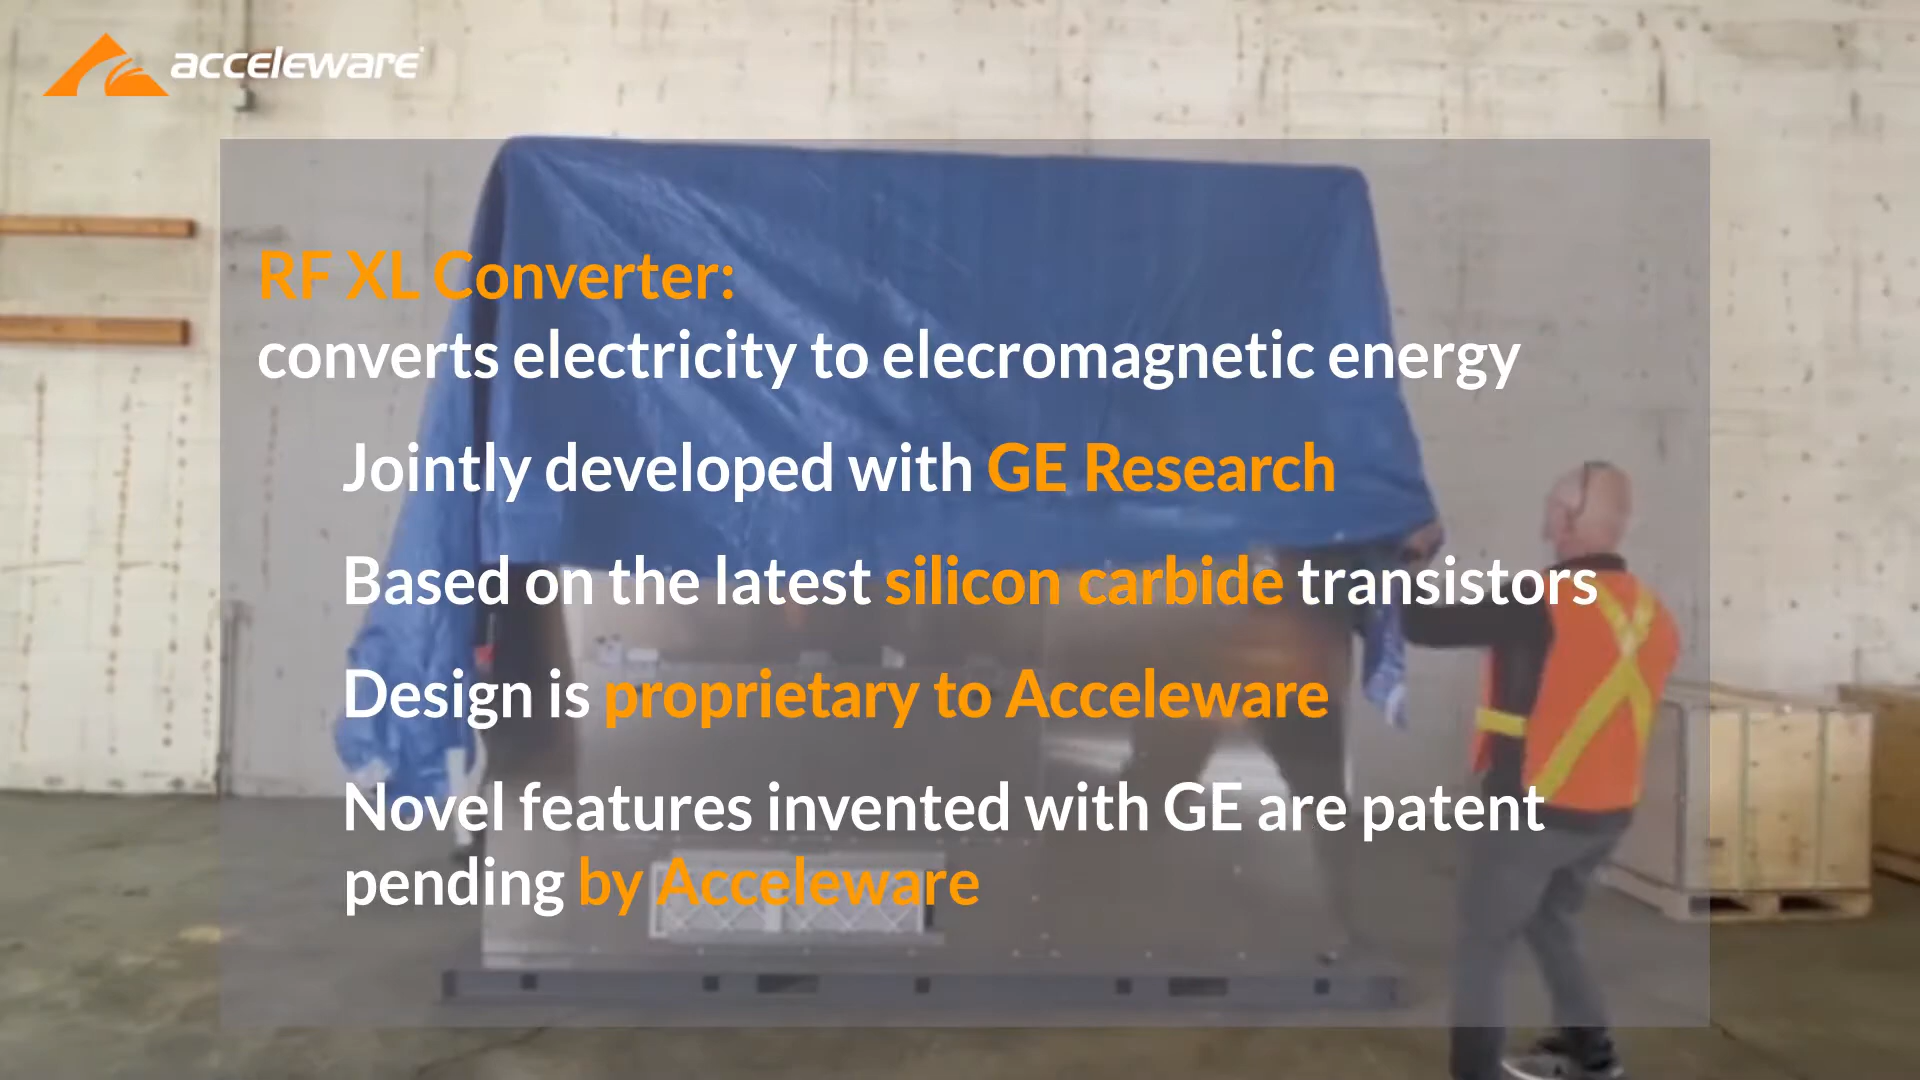 acceleware
RF XL Converter:
converts electricity to elecromagnetic energy
Jointly developed with GE Research
Based on the latest silicon carbide transistors
Design is proprietary to Acceleware
Novel features invented with GE are patent
pending by Acceleware